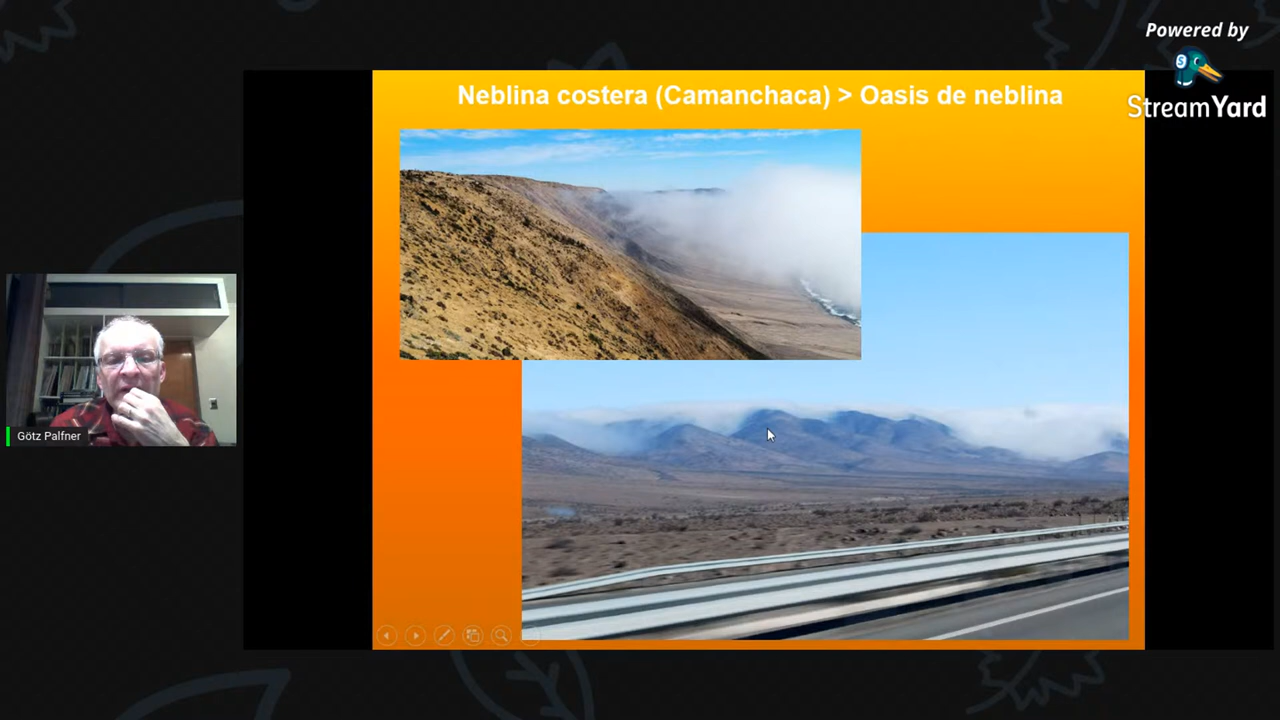 Powered by
S
StreamYard
Neblina costera (Camanchaca) > Oasis de neblina
Götz Palfner